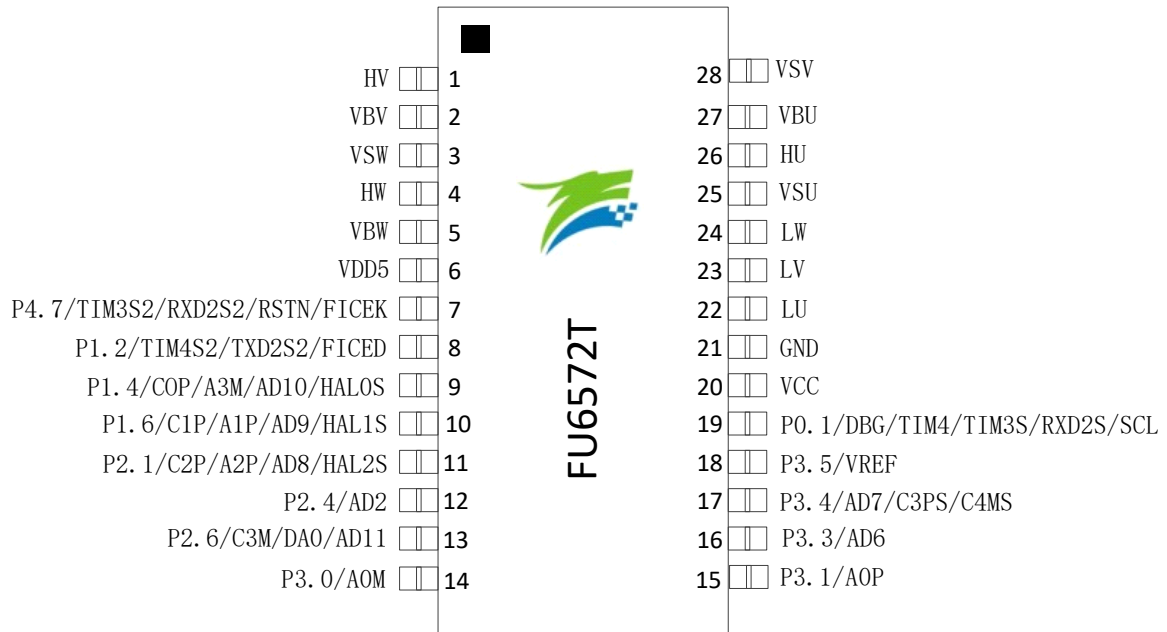 HV 1 28 VSV
VBV 2 27 VBU
VSW 3 26 HU
HW 4 25 VSU
VBW 5 24 LW
VDD5 6 23 LV
P4.7/TIM3S2/RXD2S2/RSTN/FICEK 7 22 LU
P1.2/TIM4S2/TXD2S2/FICED 8 21 GND
P1.4/C0P/A3M/AD10/HAL0S 9 20 VCC
P1.6/C1P/A1P/AD9/HAL1S 10 19 P0.1/DBG/TIM4/TIM3S/RXD2S/SCL
P2.1/C2P/A2P/AD8/HAL2S 11 18 P3.5/VREF
P2.4/AD2 12 17 P3.4/AD7/C3PS/C4MS
P2.6/C3M/DA0/AD11 13 16 P3.3/AD6
P3.0/A0M 14 15 P3.1/A0P
FU6572T